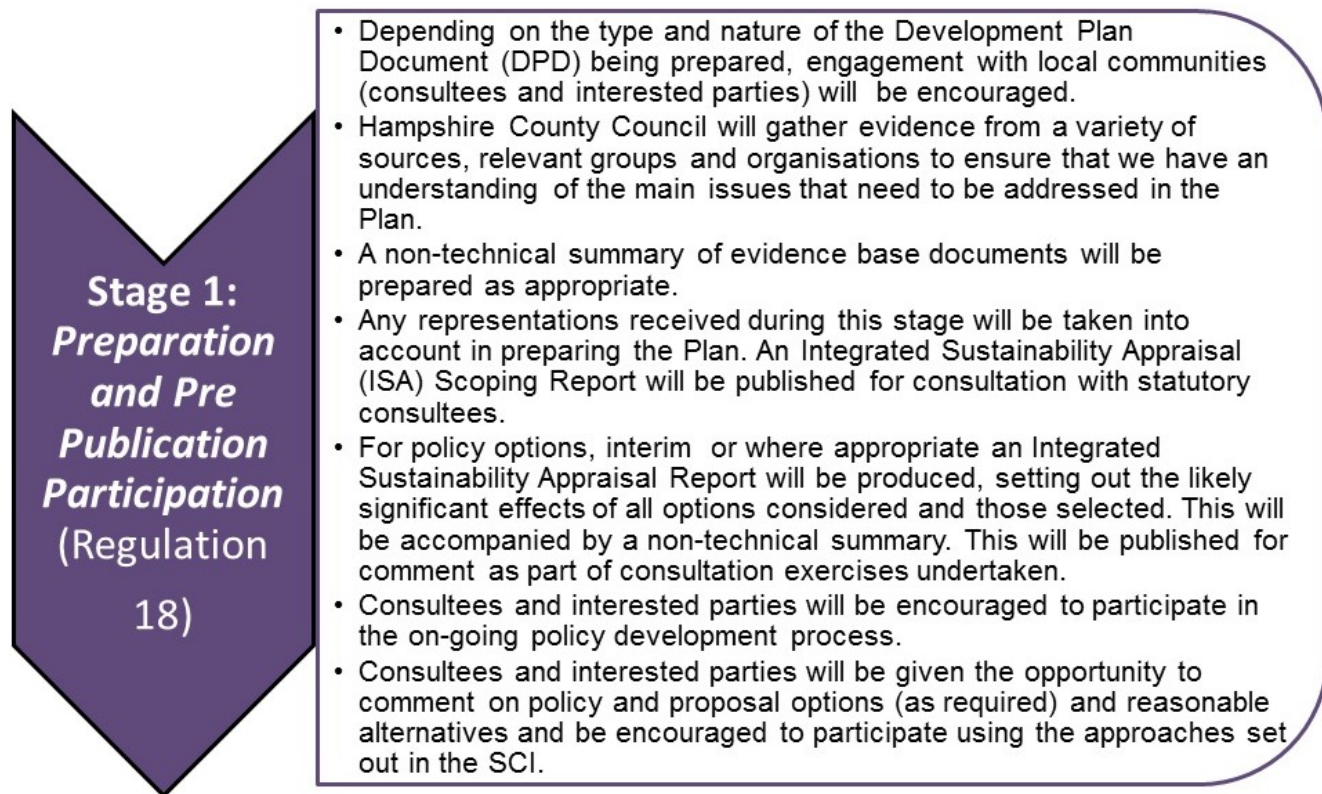 Stage 1:
Preparation
and Pre
Publication
Participation
(Regulation
18)
• Depending on the type and nature of the Development Plan
Document (DPD) being prepared, engagement with local communities
(consultees and interested parties) will be encouraged.
• Hampshire County Council will gather evidence from a variety of
sources, relevant groups and organisations to ensure that we have an
understanding of the main issues that need to be addressed in the
Plan.
• A non-technical summary of evidence base documents will be
prepared as appropriate.
• Any representations received during this stage will be taken into
account in preparing the Plan. An Integrated Sustainability Appraisal
(ISA) Scoping Report will be published for consultation with statutory
consultees.
• For policy options, interim or where appropriate an Integrated
Sustainability Appraisal Report will be produced, setting out the likely
significant effects of all options considered and those selected. This will
be accompanied by a non-technical summary. This will be published for
comment as part of consultation exercises undertaken.
• Consultees and interested parties will be encouraged to participate in
the on-going policy development process.
• Consultees and interested parties will be given the opportunity to
comment on policy and proposal options (as required) and reasonable
alternatives and be encouraged to participate using the approaches set
out in the SCI.